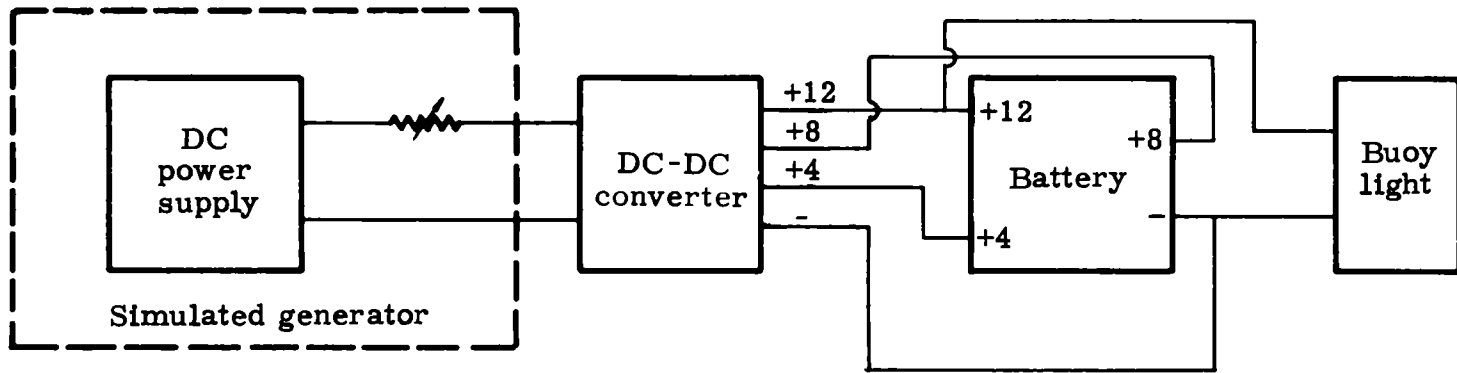 DC
power
supply
Simulated generator
DC-DC
converter
+12
+8
+4
-
+12
+8
Battery
-
+4
Buoy
light